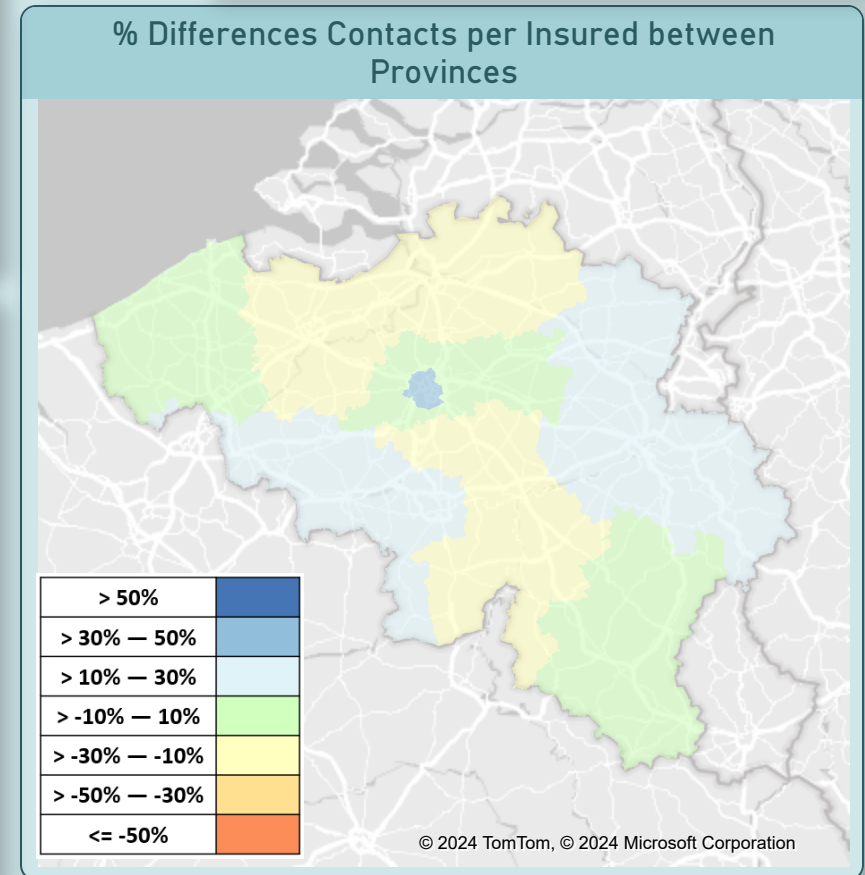 % Differences Contacts per Insured between
Provinces
> 50%
> 30% — 50%
> 10% — 30%
> -10% — 10%
> -30% — -10%
> -50% — -30%
<= -50%
© 2024 TomTom, © 2024 Microsoft Corporation